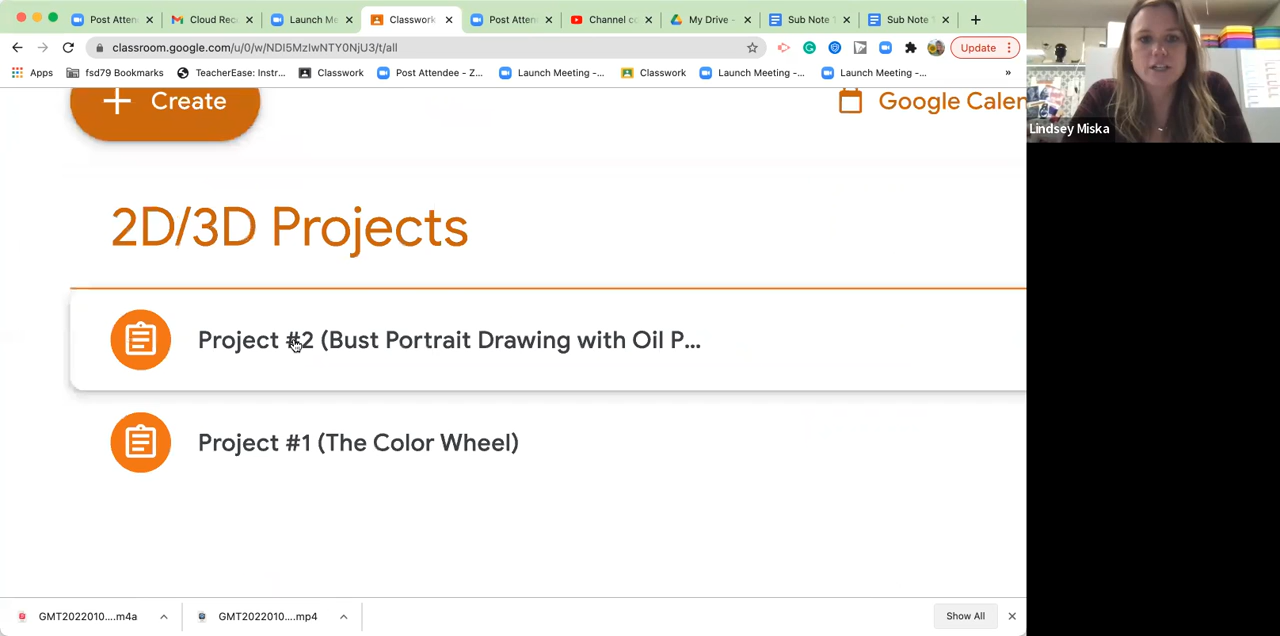 Post Atten
Cloud Rec
Launch Me
Classwork
Post Atten
Channel co
My Drive -
Sub Note
Sub Note
classroom.google.com/u/0/w/NDI5MzIwNTY0NjU3/t/all
Update
Apps
fsd79 Bookmarks
TeacherEase: Instr...
Classwork
Post Attendee - Z...
Launch Meeting -...
Classwork
Launch Meeting -...
Launch Meeting -...
»
+ Create
Google Calen
2D/3D Projects
Project #2 (Bust Portrait Drawing with Oil P...
Project #1 (The Color Wheel)
Lindsey Miska
GMT2022010....m4a
GMT2022010....mp4
Show All